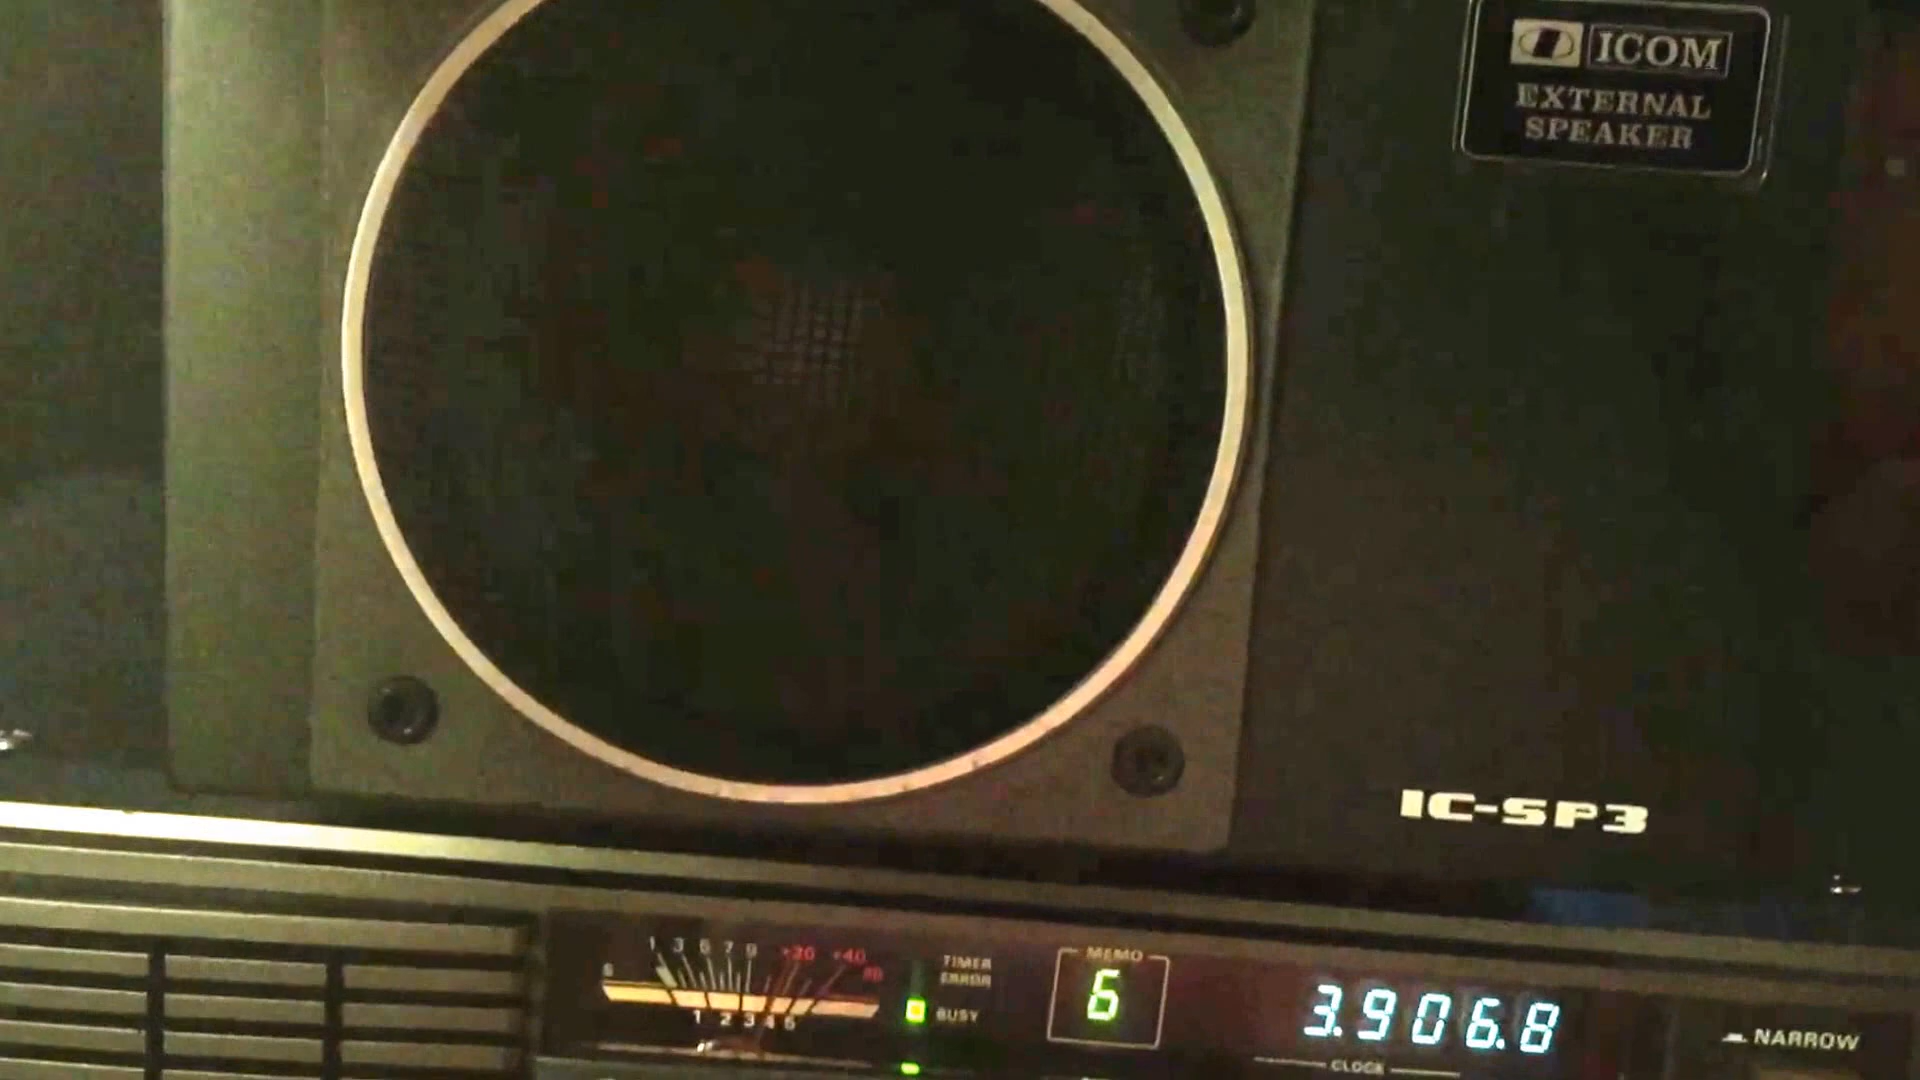 ICOM
EXTERNAL
SPEAKER
IC-SP3
S 1 3 5 7 9 +20 +40 dB
1 2 3 4 5
TIMER
ERROR
BUSY
MEMO
6
3.906.8
CLOCK
NARROW